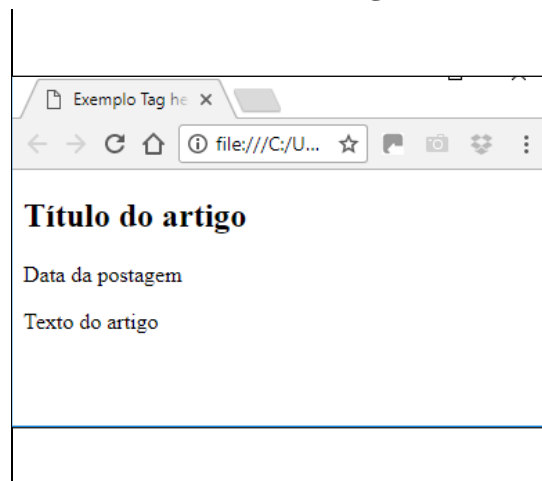 Exemplo Tag he
file:///C:/U...
Título do artigo
Data da postagem
Texto do artigo